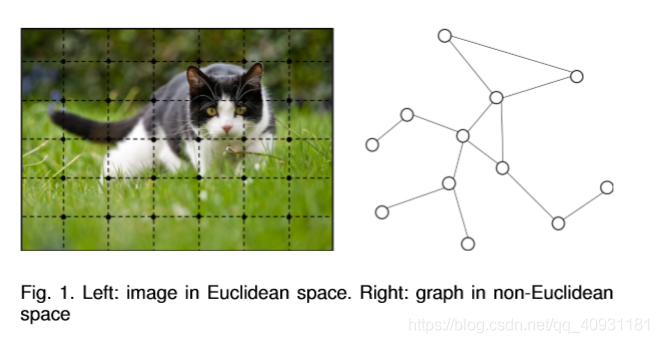 Fig. 1. Left: image in Euclidean space. Right: graph in non-Euclidean
space
https://blog.csdn.net/qq_40931181